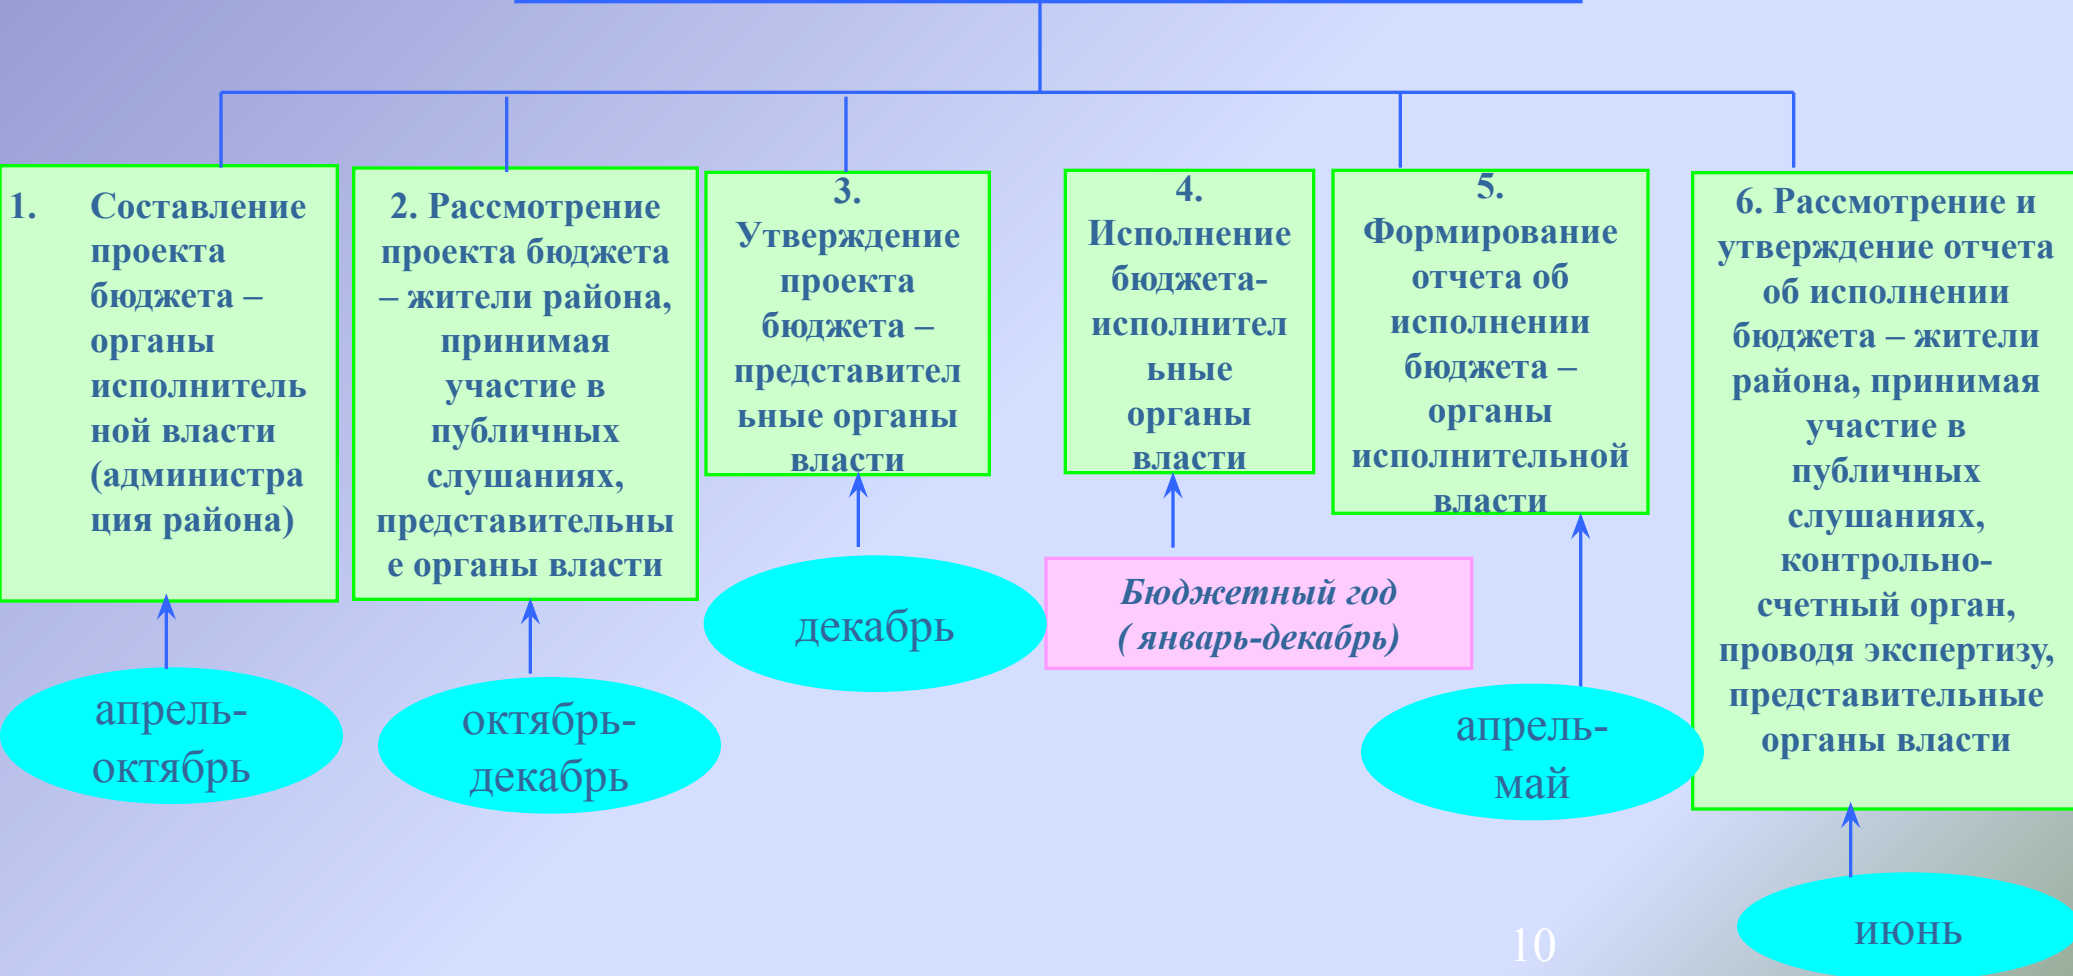 1. Составление
проекта
бюджета –
органы
исполнитель
ной власти
(администра
ция района)
2. Рассмотрение
проекта бюджета
– жители района,
принимая
участие в
публичных
слушаниях,
представительны
е органы власти
3.
Утверждение
проекта
бюджета –
представител
ьные органы
власти
4.
Исполнение
бюджета-
исполнител
ьные
органы
власти
5.
Формирование
отчета об
исполнении
бюджета –
органы
исполнительной
власти
6. Рассмотрение и
утверждение отчета
об исполнении
бюджета – жители
района, принимая
участие в
публичных
слушаниях,
контрольно-
счетный орган,
проводя экспертизу,
представительные
органы власти
апрель-
октябрь
октябрь-
декабрь
декабрь
Бюджетный год
( январь-декабрь)
апрель-
май
июнь
10